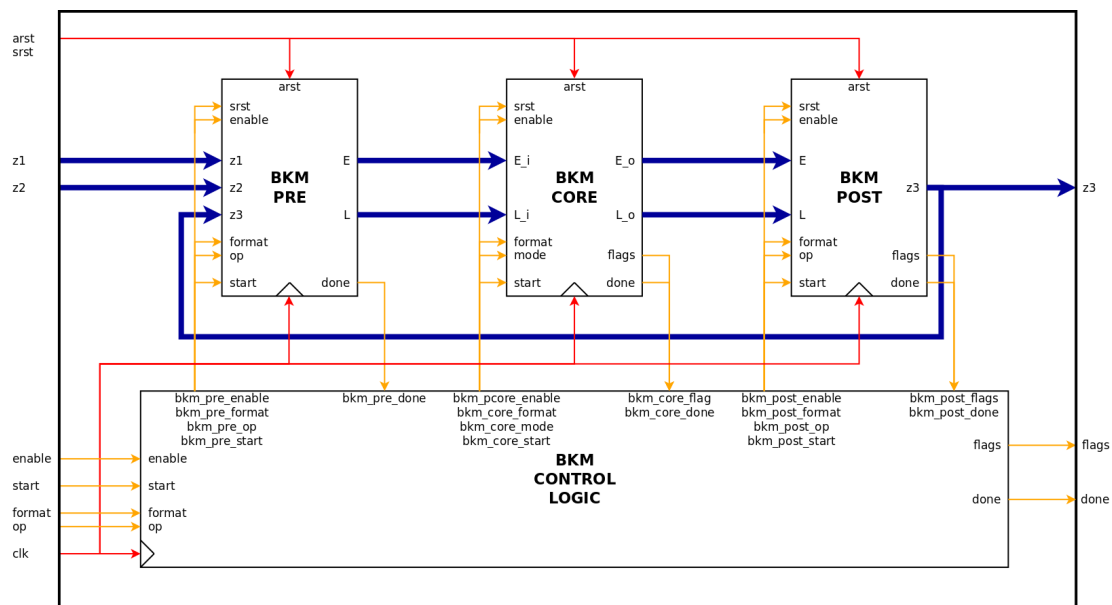 arst
srst
arst
arst
arst
srst
enable
srst
enable
srst
enable
z1
z1
E
E_i
E_o
E
BKM
PRE
BKM
CORE
BKM
POST
z2
z2
z3
z3
z3
L
L_i
L_o
L
format
op
format
mode
flags
format
op
flags
start
done
start
done
start
done
bkm_pre_enable
bkm_pre_format
bkm_pre_op
bkm_pre_start
bkm_pre_done
bkm_pcore_enable
bkm_core_format
bkm_core_mode
bkm_core_start
bkm_core_flag
bkm_core_done
bkm_post_enable
bkm_post_format
bkm_post_op
bkm_post_start
bkm_post_flags
bkm_post_done
BKM
CONTROL
LOGIC
enable
enable
start
start
format
op
format
op
clk
flags
flags
done
done